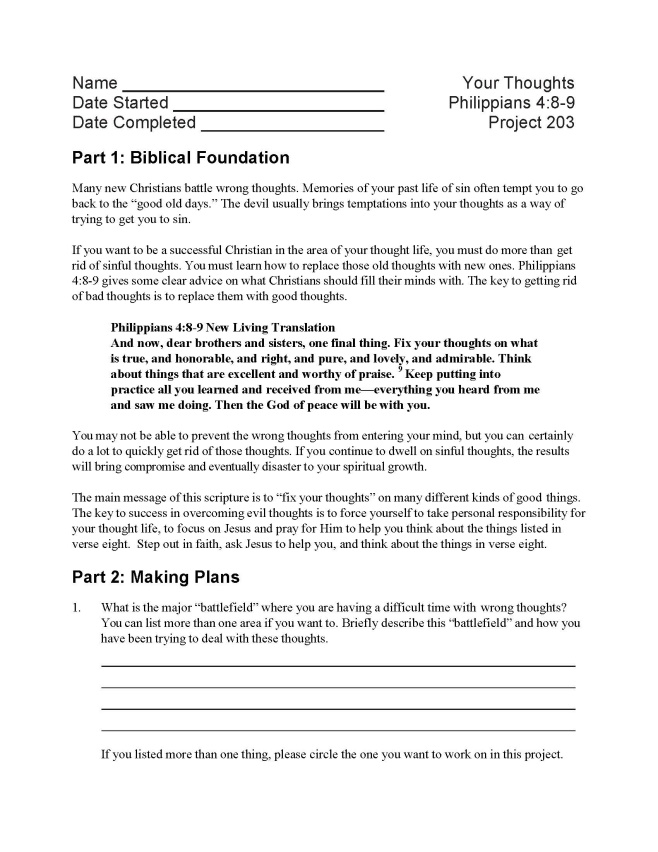 Name
Your Thoughts
Date Started
Philippians 4:8-9
Date Completed
Project 203
Part 1: Biblical Foundation
Many new Christians battle wrong thoughts. Memories of your past life of sin often tempt you to go
back to the “good old days.” The devil usually brings temptations into your thoughts as a way of
trying to get you to sin.
If you want to be a successful Christian in the area of your thought life, you must do more than get
rid of sinful thoughts. You must learn how to replace those old thoughts with new ones. Philippians
4:8-9 gives some clear advice on what Christians should fill their minds with. The key to getting rid
of bad thoughts is to replace them with good thoughts.
Philippians 4:8-9 New Living Translation
And now, dear brothers and sisters, one final thing. Fix your thoughts on what
is true, and honorable, and right, and pure, and lovely, and admirable. Think
about things that are excellent and worthy of praise. 9 Keep putting into
practice all you learned and received from me—everything you heard from me
and saw me doing. Then the God of peace will be with you.
You may not be able to prevent the wrong thoughts from entering your mind, but you can certainly
do a lot to quickly get rid of those thoughts. If you continue to dwell on sinful thoughts, the results
will bring compromise and eventually disaster to your spiritual growth.
The main message of this scripture is to “fix your thoughts” on many different kinds of good things.
The key to success in overcoming evil thoughts is to force yourself to take personal responsibility for
your thought life, to focus on Jesus and pray for Him to help you think about the things listed in
verse eight. Step out in faith, ask Jesus to help you, and think about the things in verse eight.
Part 2: Making Plans
1. What is the major “battlefield” where you are having a difficult time with wrong thoughts?
You can list more than one area if you want to. Briefly describe this “battlefield” and how you
have been trying to deal with these thoughts.
If you listed more than one thing, please circle the one you want to work on in this project.